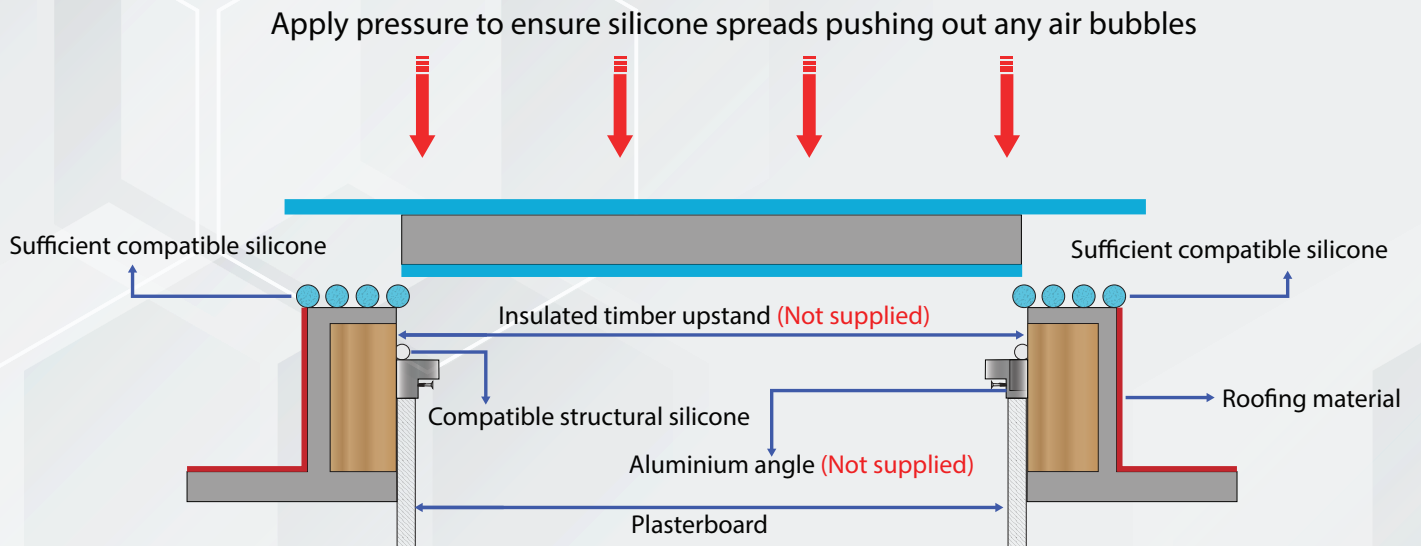 Apply pressure to ensure silicone spreads pushing out any air bubbles
Sufficient compatible silicone
Sufficient compatible silicone
Insulated timber upstand (Not supplied)
Roofing material
Compatible structural silicone
Aluminium angle (Not supplied)
Plasterboard